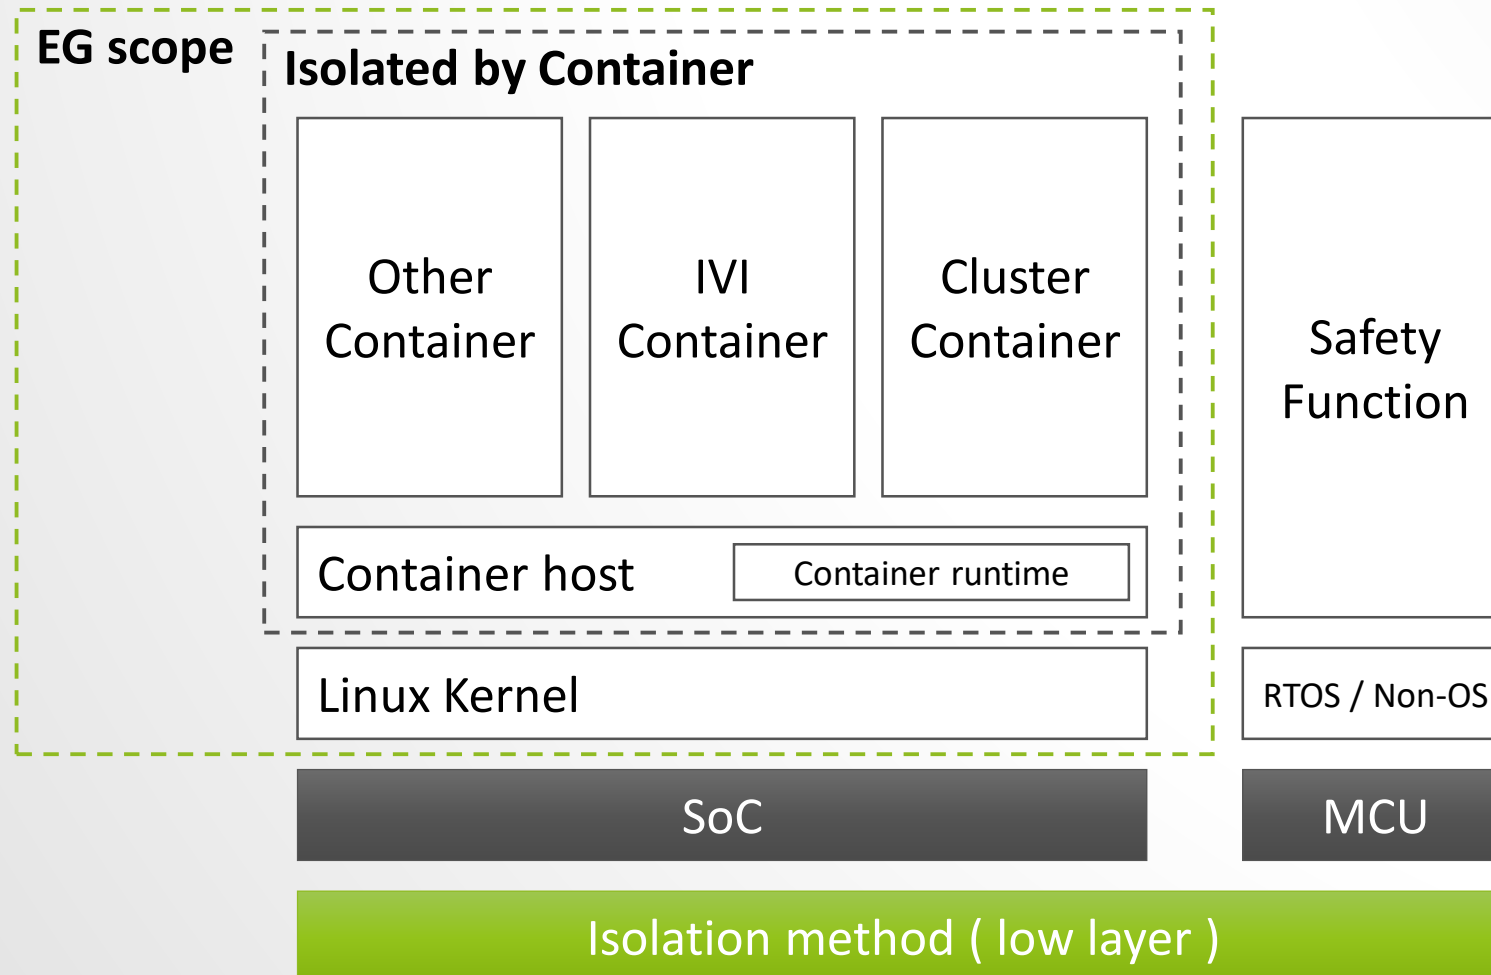 EG scope
Isolated by Container
Other
Container
IVI
Container
Cluster
Container
Safety
Function
Container host
Container runtime
Linux Kernel
RTOS / Non-OS
SoC
MCU
Isolation method ( low layer )